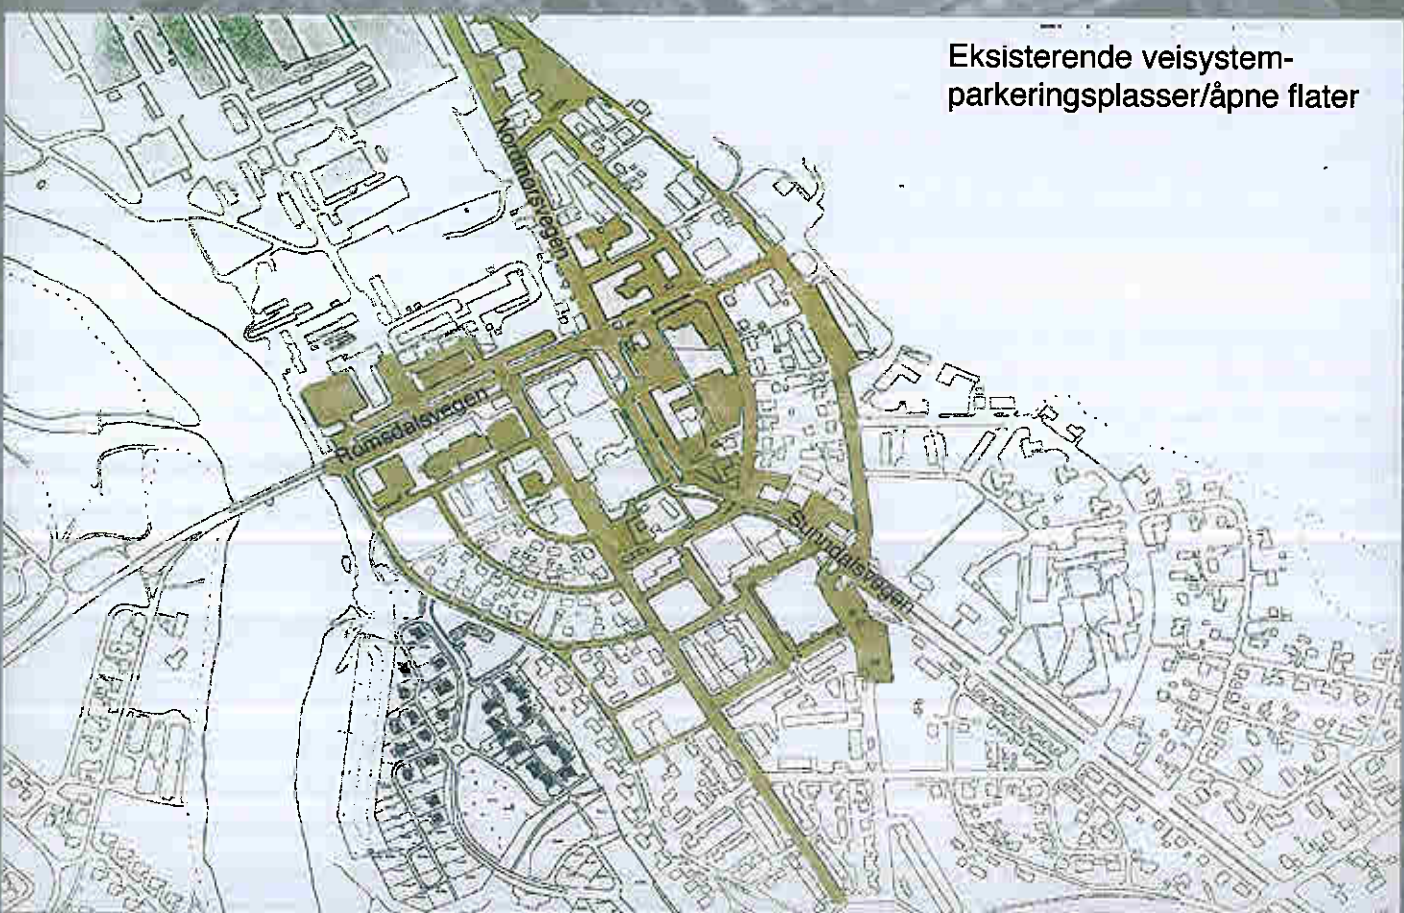 Eksisterende veisystem-
parkeringsplasser/åpne flater
Nordmørsvegen
Romsdalsvegen
Sunndalsvegen